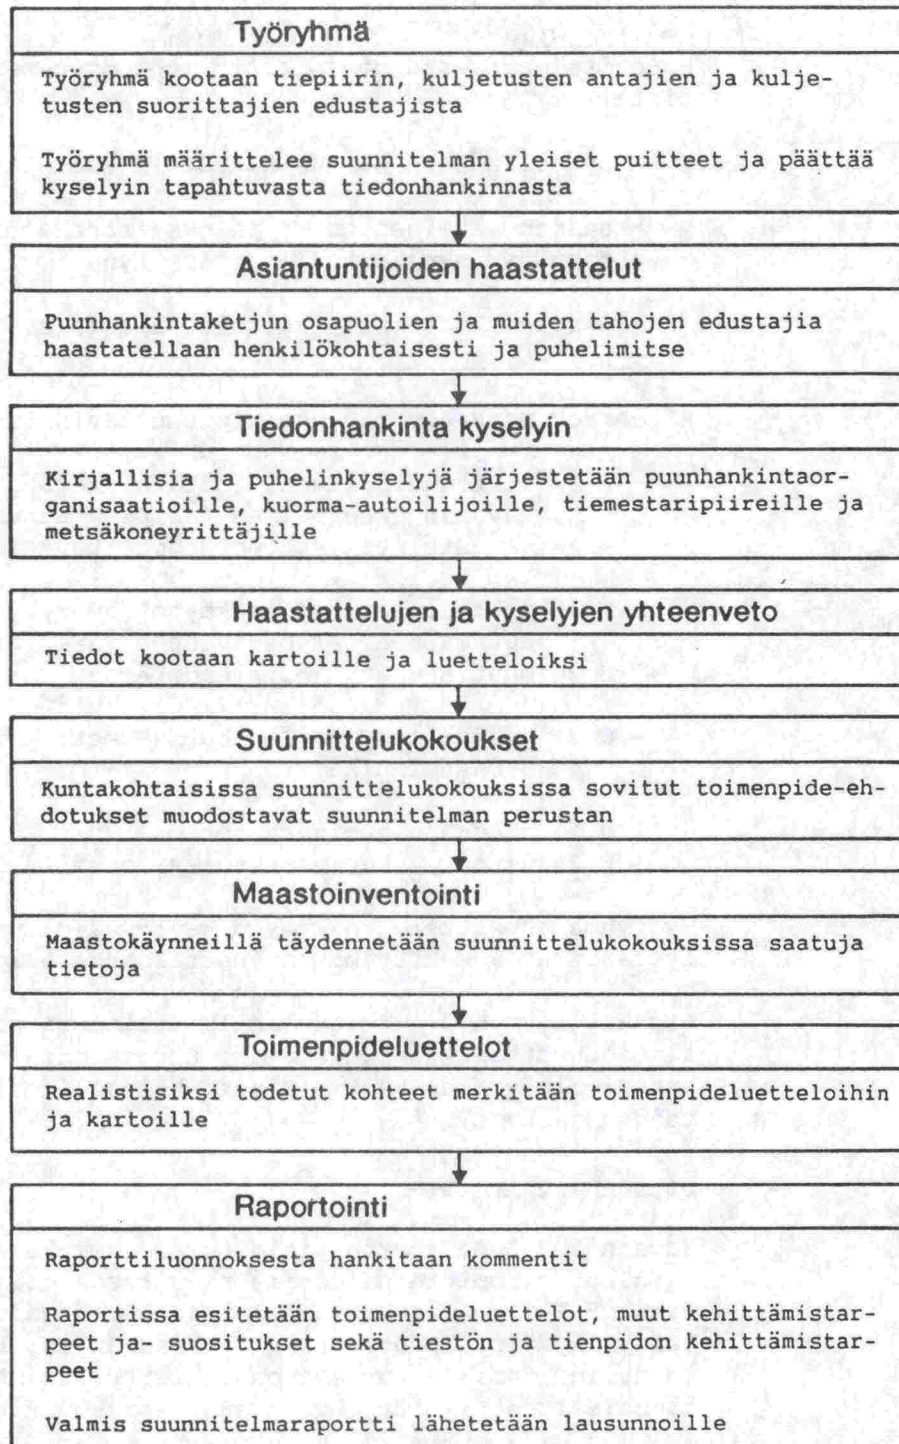 Työryhmä
Työryhmä kootaan tiepiirin, kuljetusten antajien ja kulje-
tusten suorittajien edustajista
Työryhmä määrittelee suunnitelman yleiset puitteet ja päättää
kyselyin tapahtuvasta tiedonhankinnasta
Asiantuntijoiden haastattelut
Puunhankintaketjun osapuolien ja muiden tahojen edustajia
haastatellaan henkilökohtaisesti ja puhelimitse
Tiedonhankinta kyselyin
Kirjallisia ja puhelinkyselyjä järjestetään puunhankintaor-
ganisaatioille, kuorma-autoilijoille, tiemestaripiireille ja
metsäkoneyrittäjille
Haastattelujen ja kyselyjen yhteenveto
Tiedot kootaan kartoille ja luetteloiksi
Suunnittelukokoukset
Kuntakohtaisissa suunnittelukokouksissa sovitut toimenpide-eh-
dotukset muodostavat suunnitelman perustan
Maastoinventointi
Maastokäynneillä täydennetään suunnittelukokouksissa saatuja
tietoja
Toimenpideluettelot
Realistisiksi todetut kohteet merkitään toimenpideluetteloihin
ja kartoille
Raportointi
Raporttiluonnoksesta hankitaan kommentit
Raportissa esitetään toimenpideluettelot, muut kehittämistar-
peet ja- suositukset sekä tiestön ja tienpidon kehittämistar-
peet
Valmis suunnitelmaraportti lähetetään lausunnoille